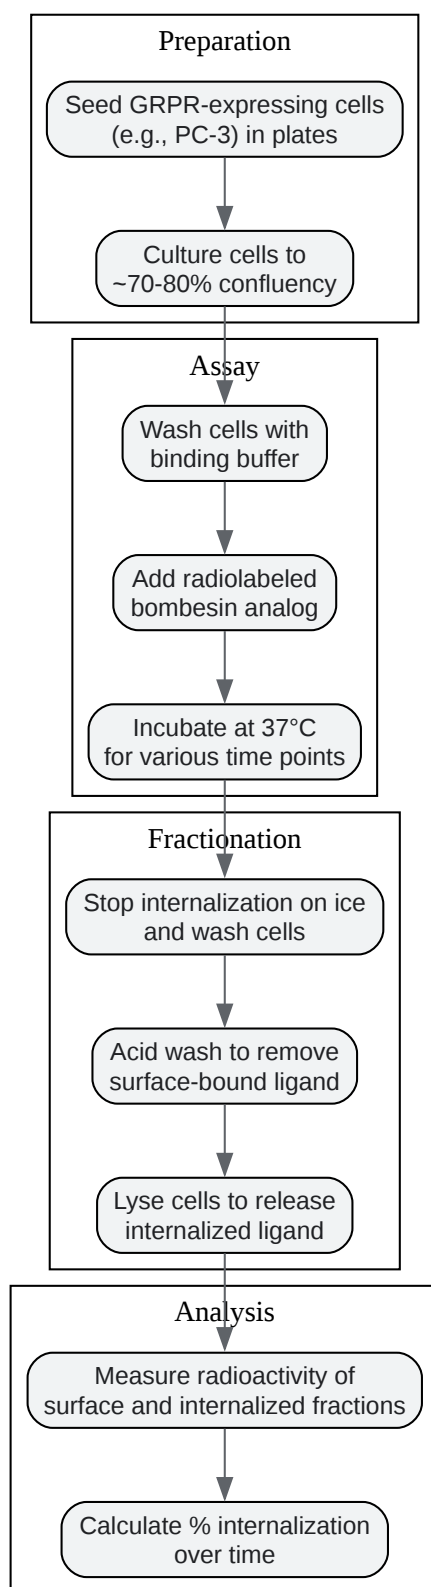 Preparation
Seed GRPR-expressing cells
(e.g., PC-3) in plates
Culture cells to
~70-80% confluency
Assay
Wash cells with
binding buffer
Add radiolabeled
bombesin analog
Incubate at 37°C
for various time points
Fractionation
Stop internalization on ice
and wash cells
Acid wash to remove
surface-bound ligand
Lyse cells to release
internalized ligand
Analysis
Measure radioactivity of
surface and internalized fractions
Calculate % internalization
over time